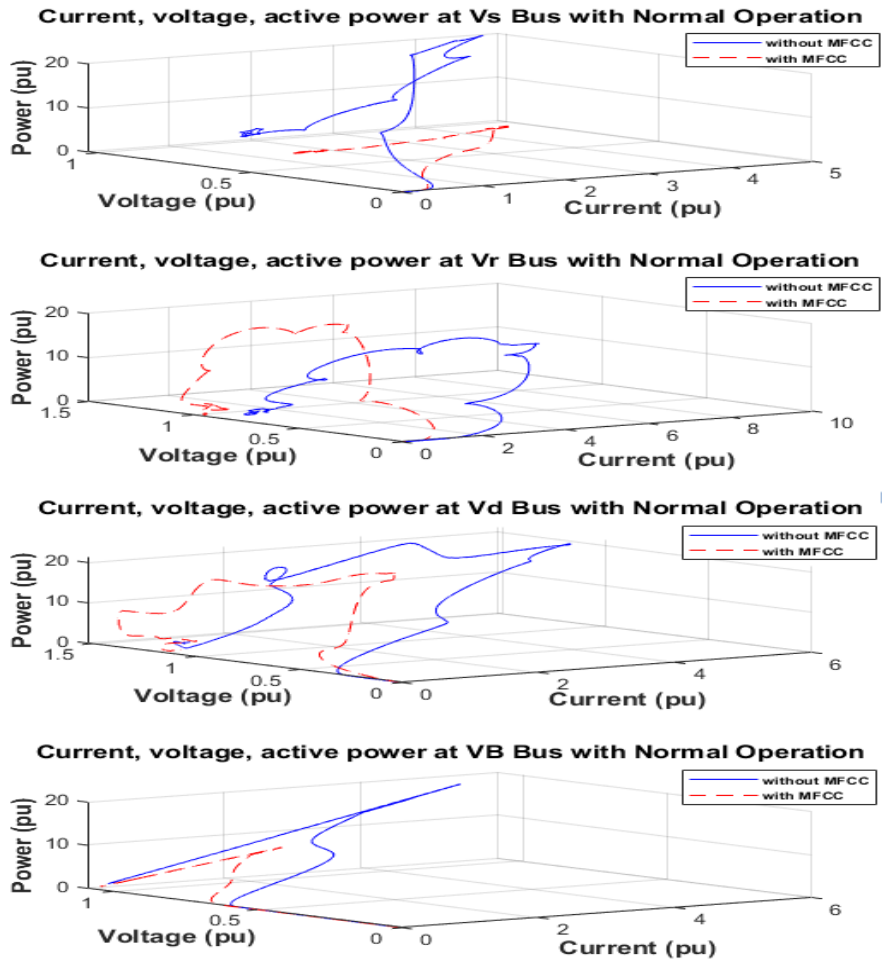 Current, voltage, active power at Vs Bus with Normal Operation
without MFCC
with MFCC
20
10
0
Power (pu)
1
0.5
0
Voltage (pu)
0
1
2
3
4
5
Current (pu)
Current, voltage, active power at Vr Bus with Normal Operation
without MFCC
with MFCC
20
10
0
Power (pu)
1.5
1
0.5
0
Voltage (pu)
0
2
4
6
8
10
Current (pu)
Current, voltage, active power at Vd Bus with Normal Operation
without MFCC
with MFCC
20
10
0
Power (pu)
1.5
1
0.5
0
Voltage (pu)
0
2
4
6
Current (pu)
Current, voltage, active power at VB Bus with Normal Operation
without MFCC
with MFCC
20
10
0
Power (pu)
1
0.5
0
Voltage (pu)
0
2
4
6
Current (pu)